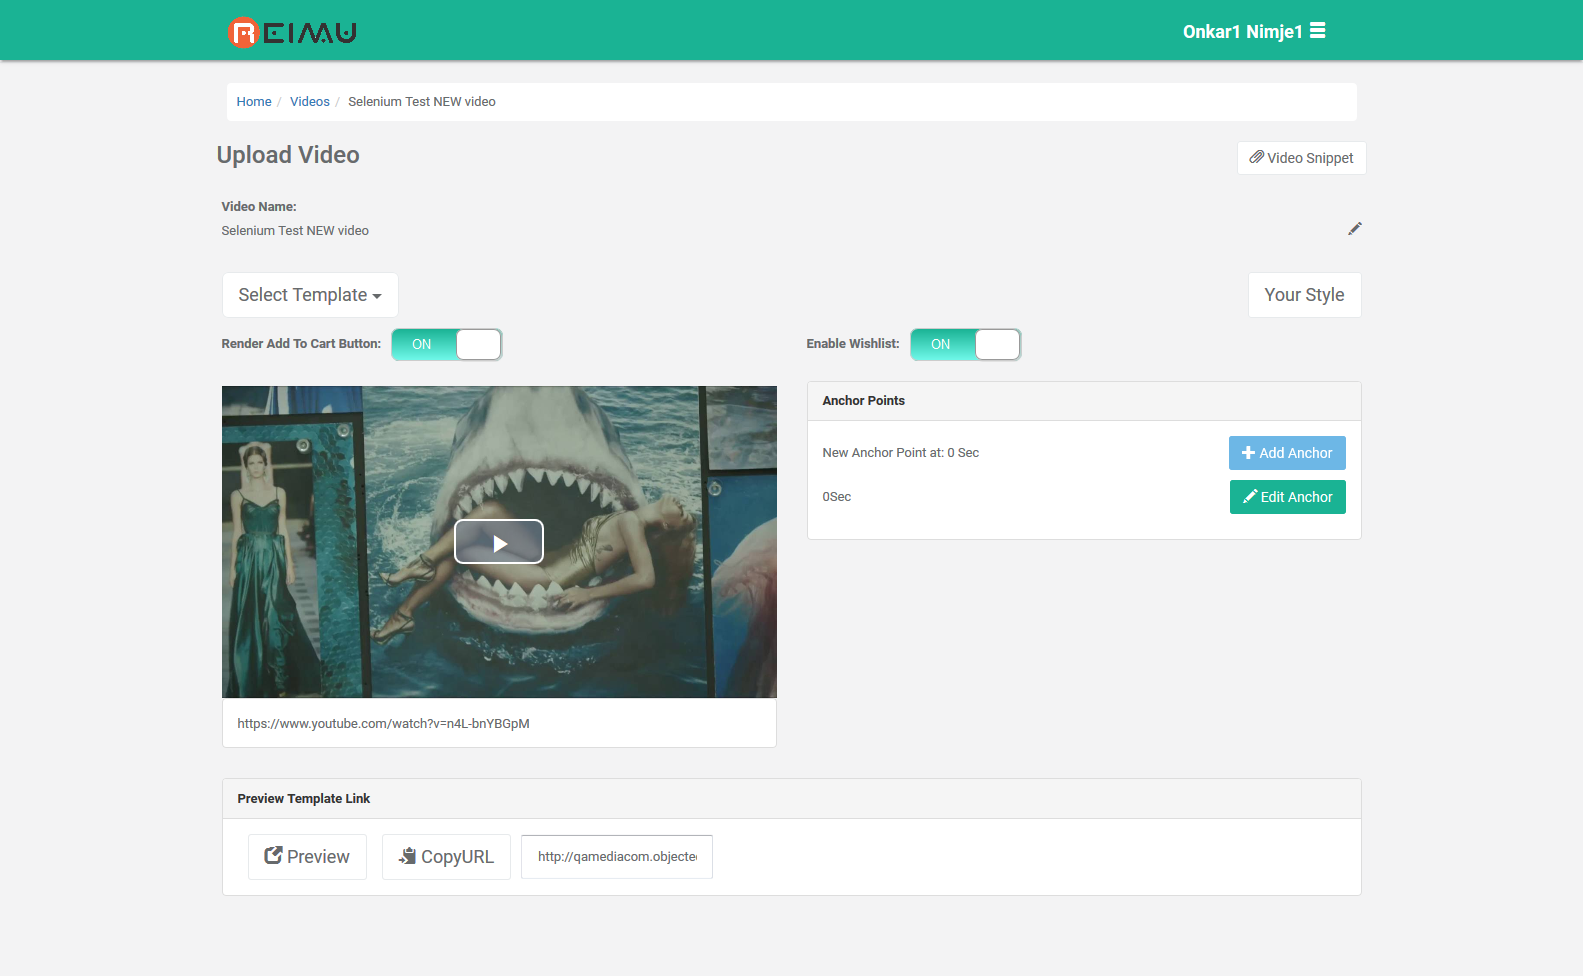 REIMU
Onkar1 Nimje1
Home / Videos / Selenium Test NEW video
Upload Video
Video Snippet
Video Name:
Selenium Test NEW video
Select Template
Your Style
Render Add To Cart Button: ON
Enable Wishlist: ON
Anchor Points
New Anchor Point at: 0 Sec
Add Anchor
0Sec
Edit Anchor
https://www.youtube.com/watch?v=n4L-bnYBGpM
Preview Template Link
Preview
CopyURL
http://qamediacom.objecte